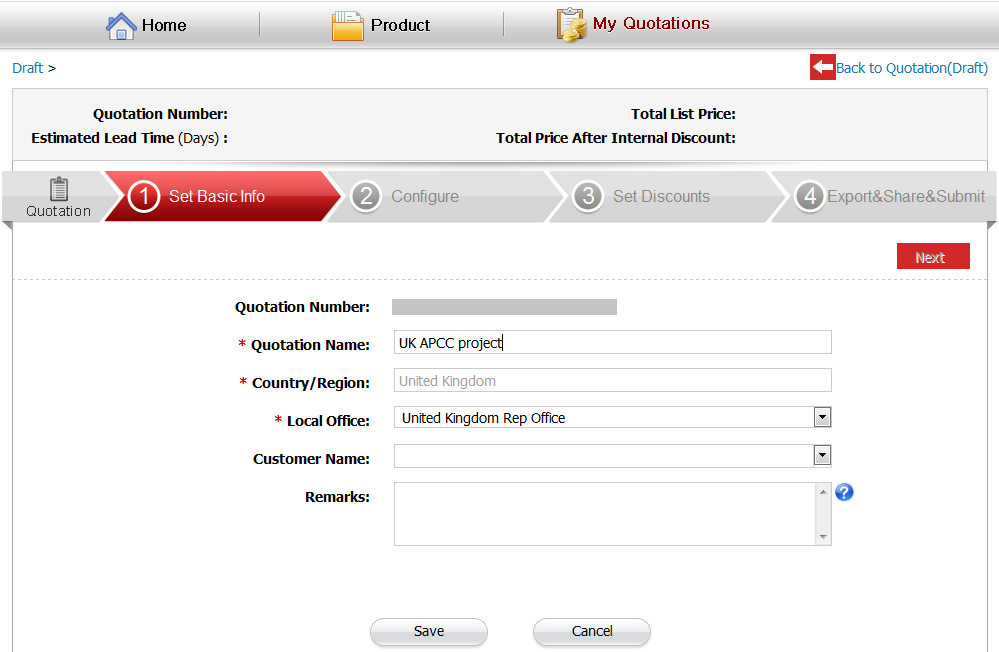 Home
Product
My Quotations
Draft >
Back to Quotation(Draft)
Quotation Number:
Total List Price:
Estimated Lead Time (Days) :
Total Price After Internal Discount:
Quotation
1 Set Basic Info
2 Configure
3 Set Discounts
4 Export&Share&Submit
Next
Quotation Number:
* Quotation Name: UK APCC project
* Country/Region: United Kingdom
* Local Office: United Kingdom Rep Office
Customer Name:
Remarks:
?
Save
Cancel